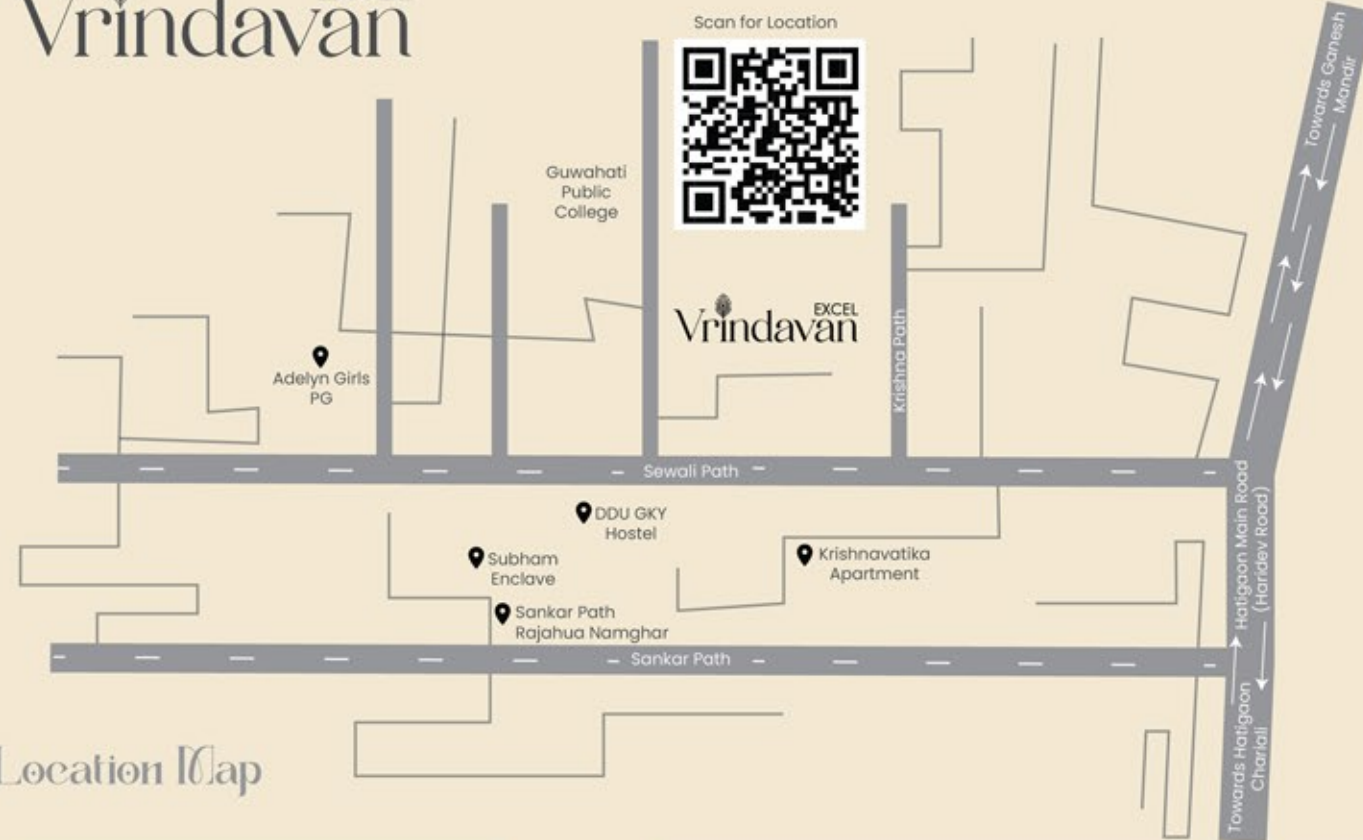 Vrindavan
Scan for Location
Towards Ganesh
Mandir
Guwahati
Public
College
EXCEL
Vrindavan
Krishna Path
Adelyn Girls
PG
Sewali Path
DDU GKY
Hostel
Subham
Enclave
Krishnavatika
Apartment
Hatigaon Main Road
(Haridev Road)
Sankar Path
Rajahua Namghar
Sankar Path
Towards Hatigaon
Chariali
Location Map